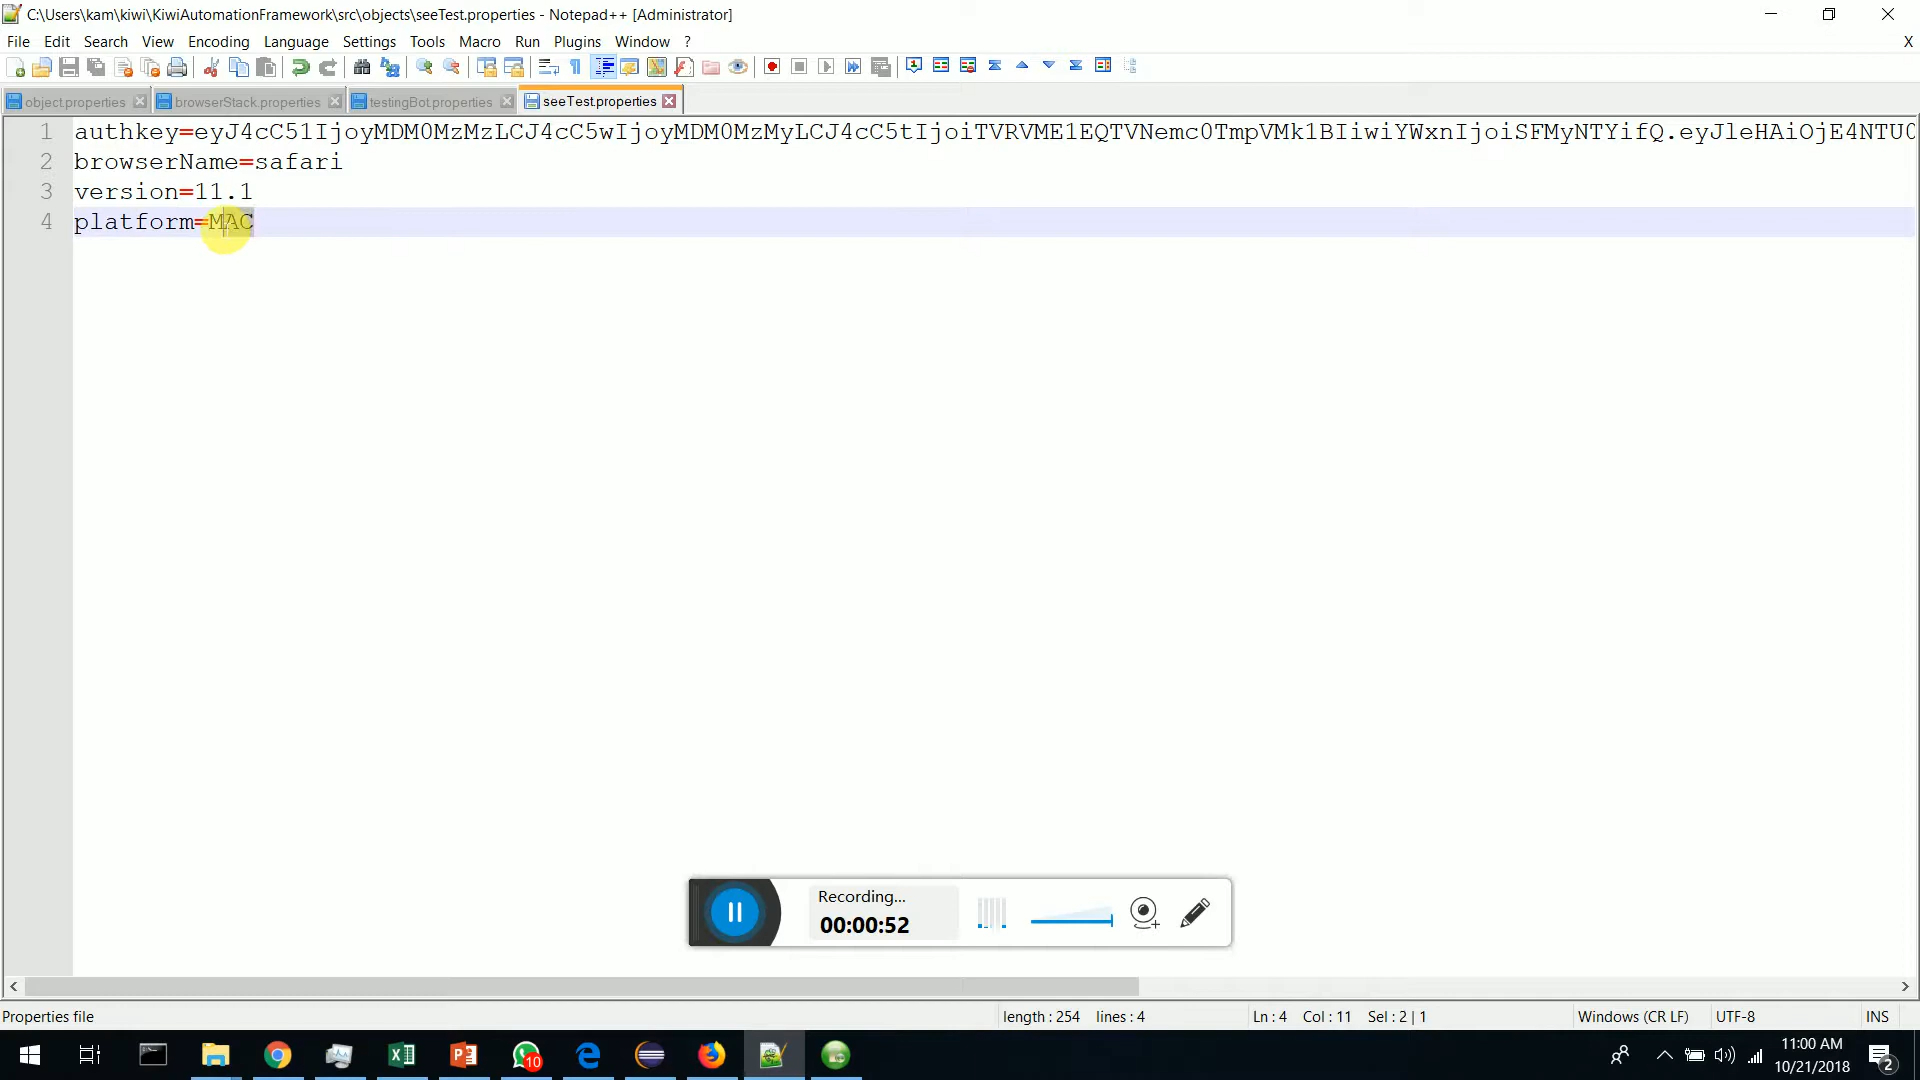 C:\Users\kam\kiwi\KiwiAutomationFramework\src\objects\seeTest.properties - Notepad++ [Administrator]
File Edit Search View Encoding Language Settings Tools Macro Run Plugins Window ? X
object.properties browserStack.properties testingBot.properties seeTest.properties
1 authkey=eyJ4cC51IjoyMDM0MzMzLCJ4cC5wIjoyMDM0MzMyLCJ4cC5tIjoiTVRVME1EQTVNemc0TmpVMk1BIiwiYWxnIjoiSFMyNTYifQ.eyJleHAiOjE4NTU0
2 browserName=safari
3 version=11.1
4 platform=MAC
Recording...
00:00:52
Properties file length : 254 lines : 4 Ln : 4 Col : 11 Sel : 2 | 1 Windows (CR LF) UTF-8 INS
10
11:00 AM
10/21/2018
2